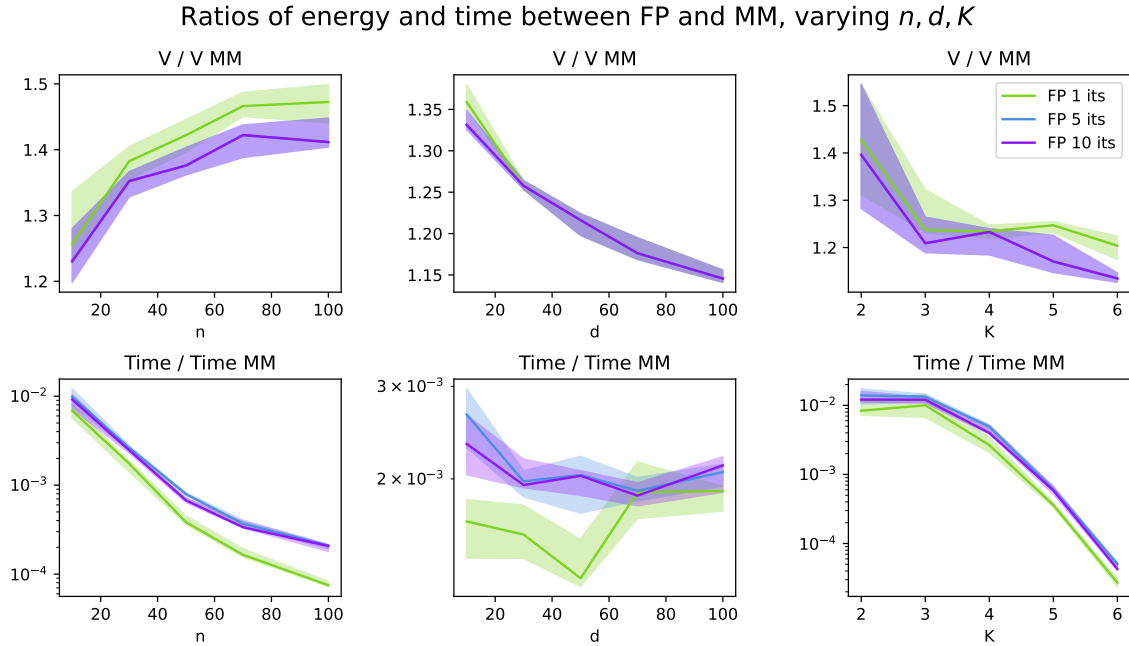 Ratios of energy and time between FP and MM, varying n, d, K
V / V MM
V / V MM
V / V MM
1.5
1.4
1.3
1.2
20 40 60 80 100
n
1.35
1.30
1.25
1.20
1.15
20 40 60 80 100
d
1.5
1.4
1.3
1.2
2 3 4 5 6
K
FP 1 its
FP 5 its
FP 10 its
Time / Time MM
Time / Time MM
Time / Time MM
10⁻²
10⁻³
10⁻⁴
20 40 60 80 100
n
3 × 10⁻³
2 × 10⁻³
20 40 60 80 100
d
10⁻²
10⁻³
10⁻⁴
2 3 4 5 6
K